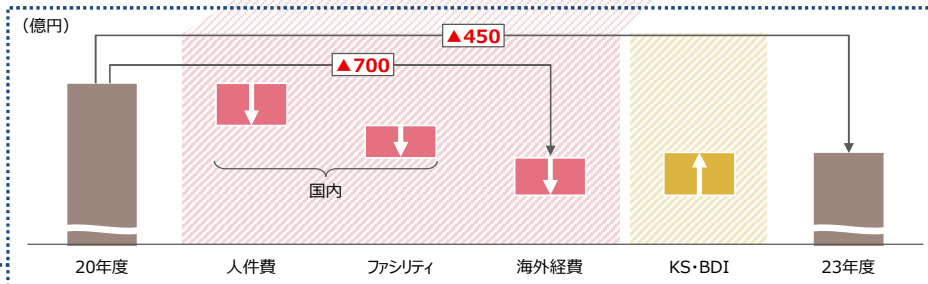 （億円）
▲450
▲700
国内
20年度
人件費
ファシリティ
海外経費
KS・BDI
23年度